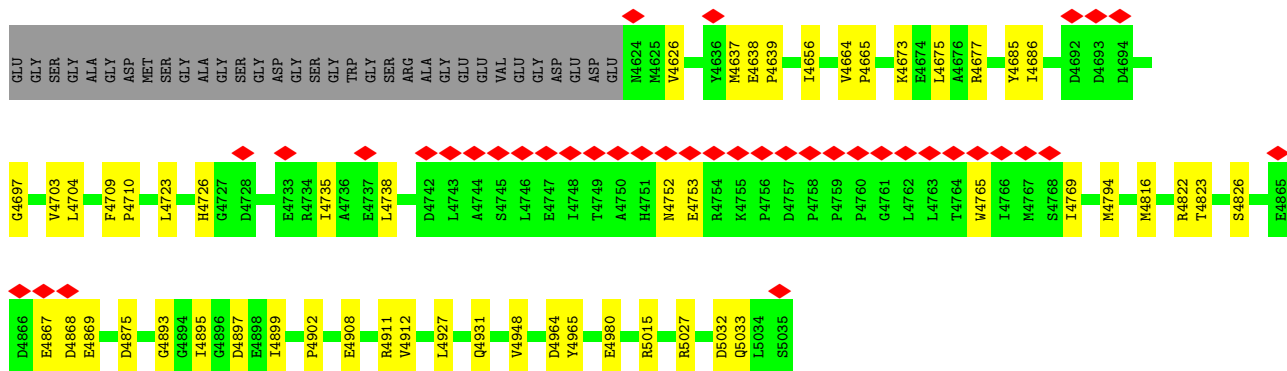 GLU GLY SER GLY ALA GLY ASP MET SER GLY ALA GLY SER GLY ASP GLY SER GLY TRP GLY SER ARG ALA GLY GLU GLU VAL GLU GLY ASP GLU ASP GLU N4624 M4625 V4626 Y4636 M4637 E4638 P4639 I4656 V4664 P4665 K4673 E4674 L4675 A4676 R4677 Y4685 I4686 D4692 D4693 D4694
G4697 V4703 L4704 F4709 P4710 L4723 H4726 G4727 D4728 E4733 R4734 I4735 A4736 E4737 L4738 D4742 L4743 A4744 S4745 L4746 E4747 I4748 T4749 A4750 H4751 N4752 E4753 R4754 K4755 P4756 D4757 P4758 P4759 P4760 G4761 L4762 L4763 T4764 W4765 I4766 M4767 S4768 I4769 M4794 M4816 R4822 T4823 S4826 E4865
D4866 E4867 D4868 E4869 D4875 G4893 G4894 I4895 G4896 D4897 E4898 I4899 P4902 E4908 R4911 V4912 L4927 Q4931 V4948 D4964 Y4965 E4980 R5015 R5027 D5032 Q5033 L5034 S5035